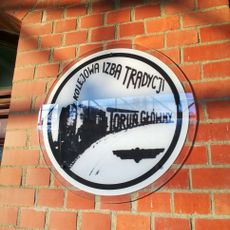 KOLEJOWA IZBA TRADYCJI
TORUŃ GŁÓWNY